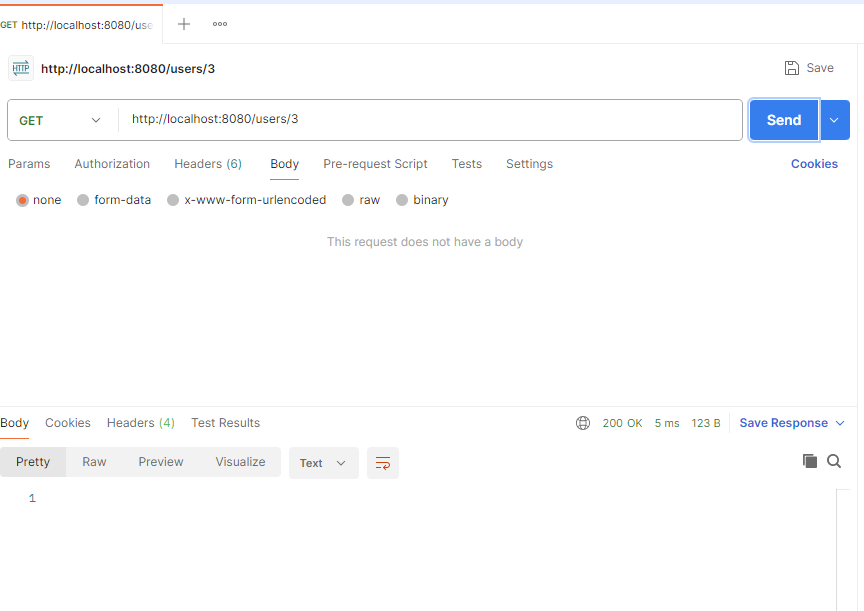 GET http://localhost:8080/use
HTTP http://localhost:8080/users/3 Save
GET http://localhost:8080/users/3 Send
Params Authorization Headers (6) Body Pre-request Script Tests Settings Cookies
none form-data x-www-form-urlencoded raw binary
This request does not have a body
Body Cookies Headers (4) Test Results 200 OK 5 ms 123 B Save Response
Pretty Raw Preview Visualize Text
1